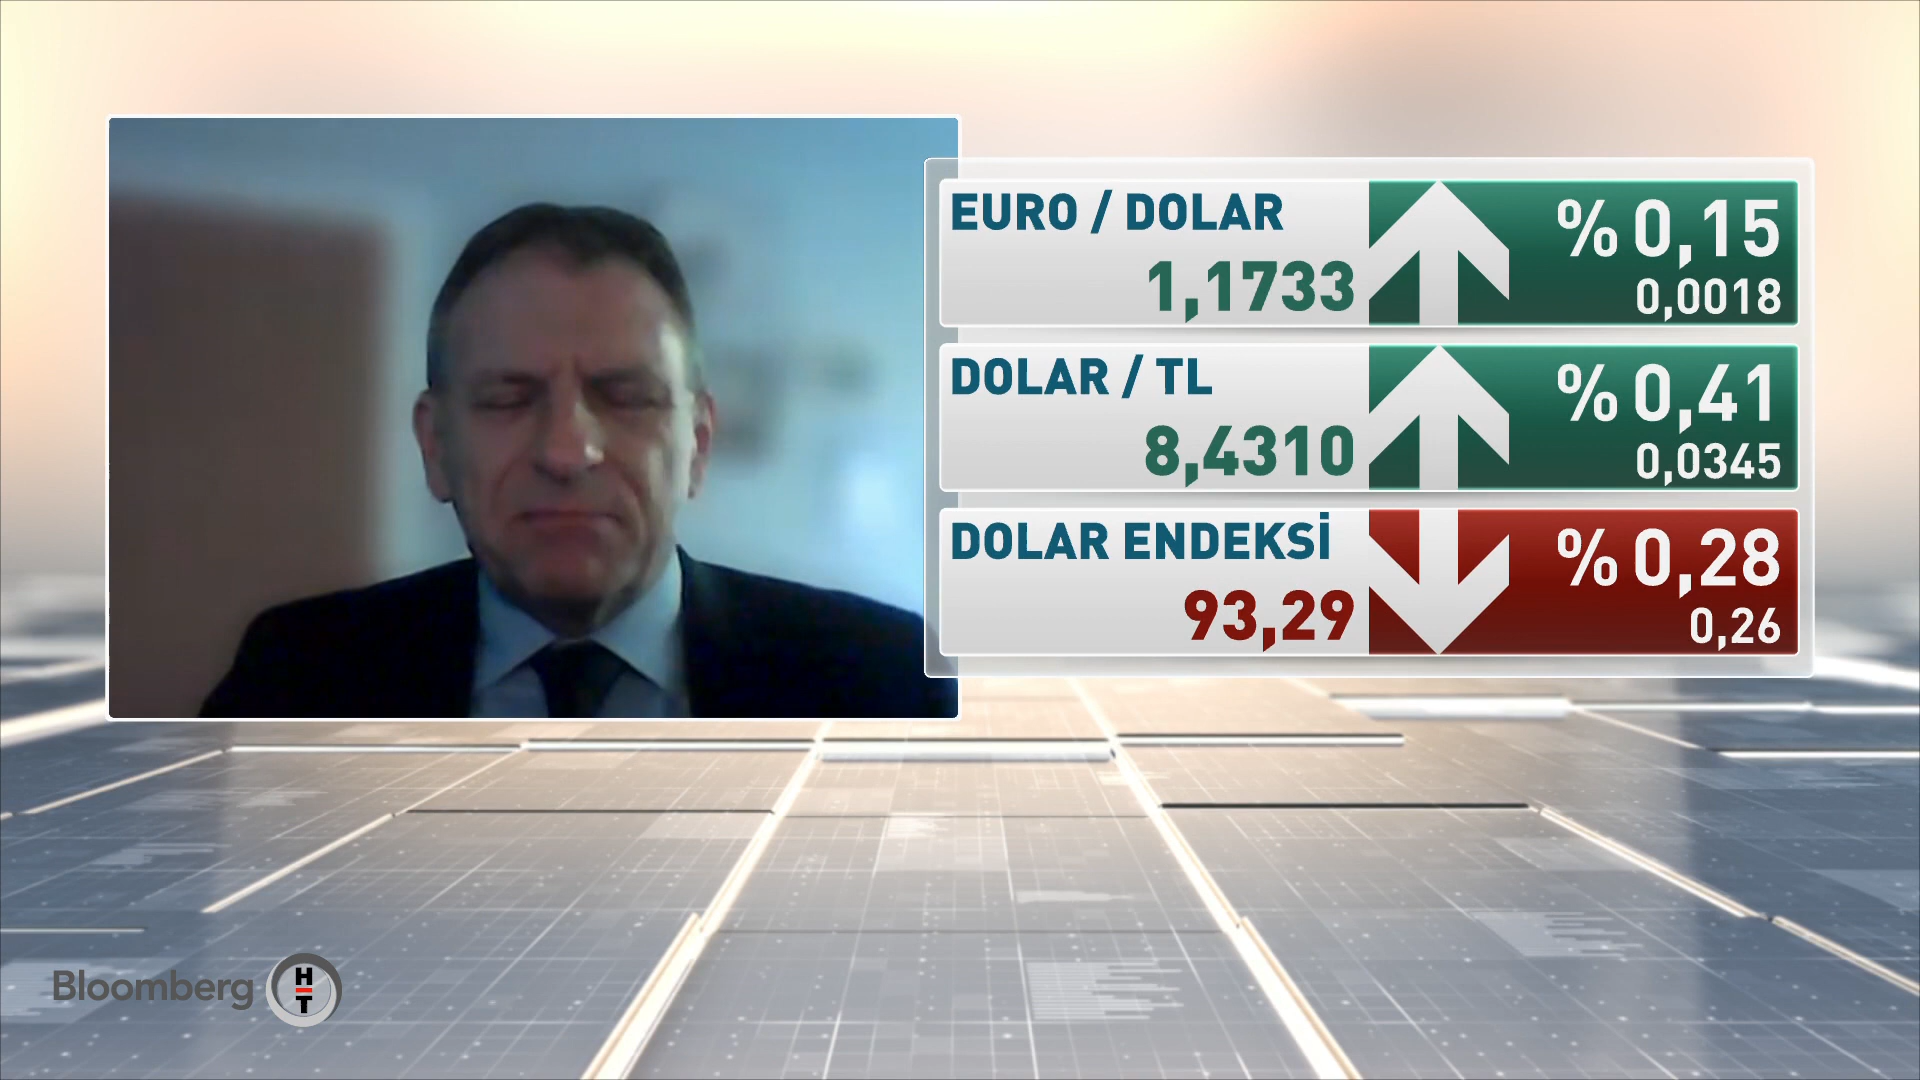 EURO / DOLAR
1,1733
% 0,15
0,0018
DOLAR / TL
8,4310
% 0,41
0,0345
DOLAR ENDEKSİ
93,29
% 0,28
0,26
Bloomberg HT